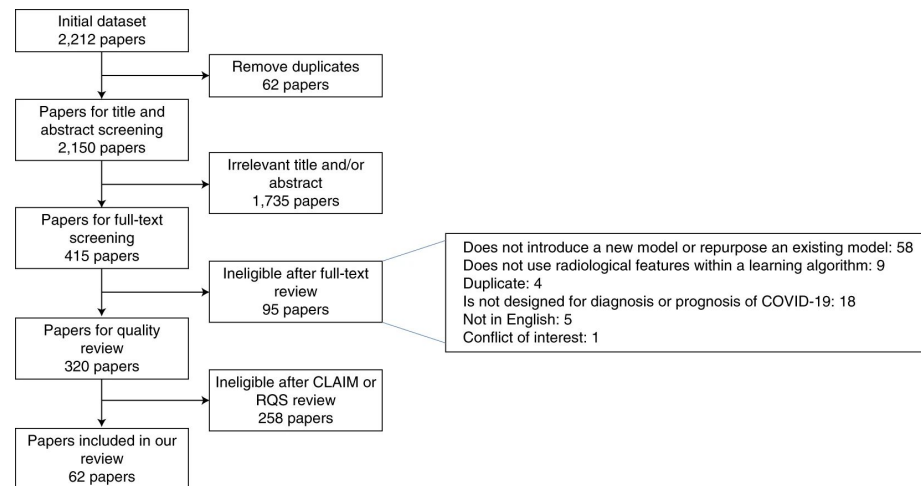 Initial dataset
2,212 papers
Remove duplicates
62 papers
Papers for title and
abstract screening
2,150 papers
Irrelevant title and/or
abstract
1,735 papers
Papers for full-text
screening
415 papers
Ineligible after full-text
review
95 papers
Does not introduce a new model or repurpose an existing model: 58
Does not use radiological features within a learning algorithm: 9
Duplicate: 4
Is not designed for diagnosis or prognosis of COVID-19: 18
Not in English: 5
Conflict of interest: 1
Papers for quality
review
320 papers
Ineligible after CLAIM or
RQS review
258 papers
Papers included in our
review
62 papers